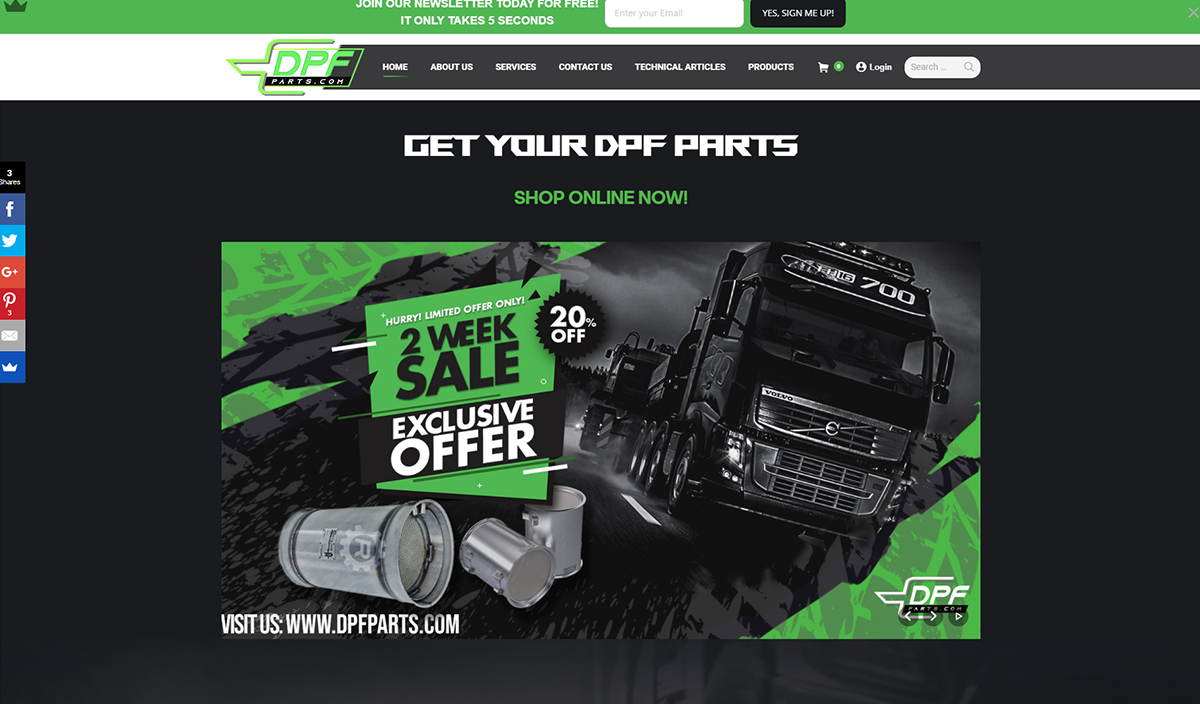 JOIN OUR NEWSLETTER TODAY FOR FREE!
IT ONLY TAKES 5 SECONDS
Enter your Email
YES, SIGN ME UP!
DPF
PARTS.COM
HOME
ABOUT US
SERVICES
CONTACT US
TECHNICAL ARTICLES
PRODUCTS
0
Login
Search ...
GET YOUR DPF PARTS
SHOP ONLINE NOW!
3
Shares
G+
3
HURRY! LIMITED OFFER ONLY!
2 WEEK
SALE
20%
OFF
EXCLUSIVE
OFFER
700
VOLVO
R
VISIT US: WWW.DPFPARTS.COM
DPF
PARTS.COM